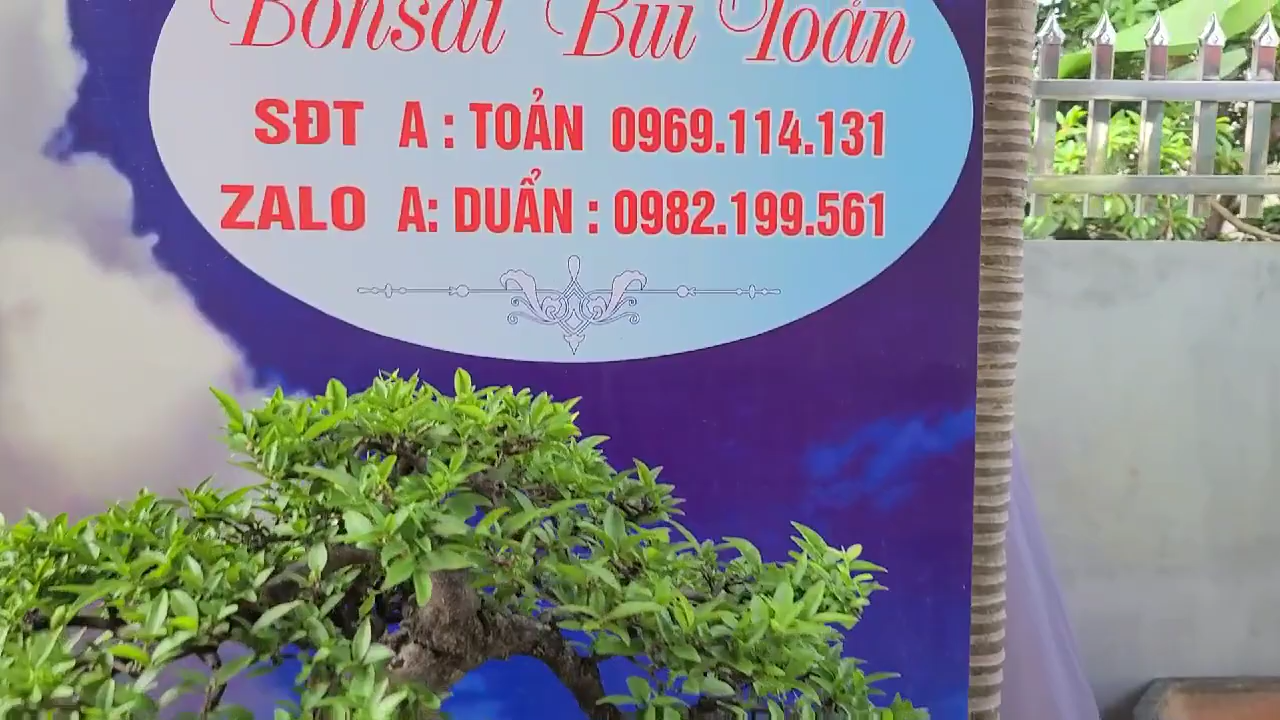 Bonsai Bùi Toản
SĐT A : TOẢN 0969.114.131
ZALO A: DUẨN : 0982.199.561